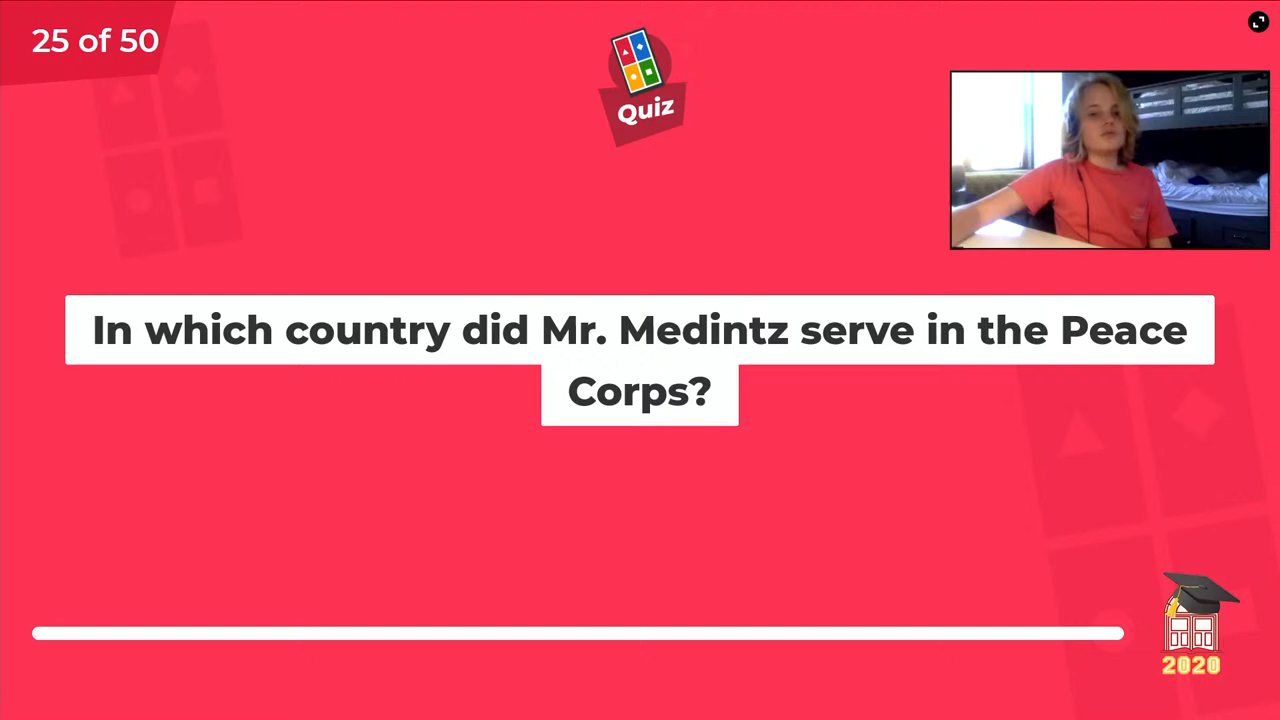 25 of 50
Quiz
In which country did Mr. Medintz serve in the Peace
Corps?
2020